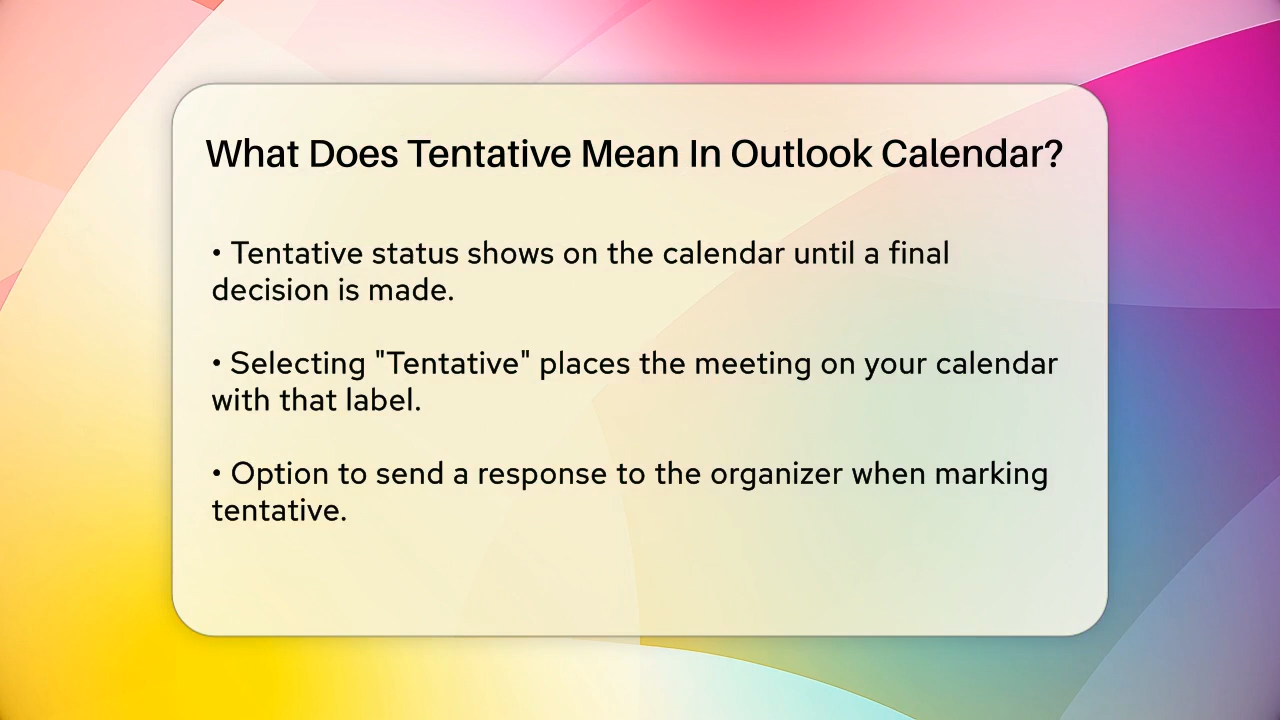 What Does Tentative Mean In Outlook Calendar?
• Tentative status shows on the calendar until a final
decision is made.
• Selecting "Tentative" places the meeting on your calendar
with that label.
• Option to send a response to the organizer when marking
tentative.